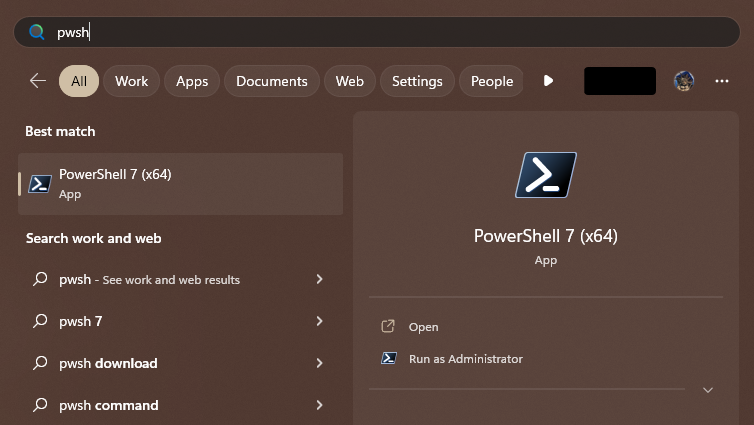 pwsh
All Work Apps Documents Web Settings People
Best match
PowerShell 7 (x64)
App
Search work and web
pwsh - See work and web results
pwsh 7
pwsh download
pwsh command
PowerShell 7 (x64)
App
Open
Run as Administrator